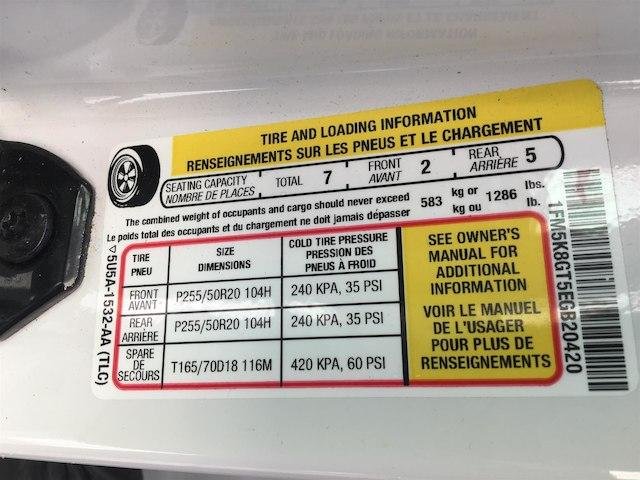 TIRE AND LOADING INFORMATION
RENSEIGNEMENTS SUR LES PNEUS ET LE CHARGEMENT
SEATING CAPACITY TOTAL 7 FRONT 2 REAR 5
NOMBRE DE PLACES AVANT ARRIÈRE
The combined weight of occupants and cargo should never exceed 583 kg or 1286 lbs.
Le poids total des occupants et du chargement ne doit jamais dépasser kg ou lb.
TIRE SIZE COLD TIRE PRESSURE
PNEU DIMENSIONS PRESSION DES
PNEUS À FROID
FRONT P255/50R20 104H 240 KPA, 35 PSI
AVANT
REAR P255/50R20 104H 240 KPA, 35 PSI
ARRIÈRE
SPARE T165/70D18 116M 420 KPA, 60 PSI
DE
SECOURS
SEE OWNER'S
MANUAL FOR
ADDITIONAL
INFORMATION
VOIR LE MANUEL
DE L'USAGER
POUR PLUS DE
RENSEIGNEMENTS
5U5A-1532-AA (TLC)
1FM5K8GT5EGB20420